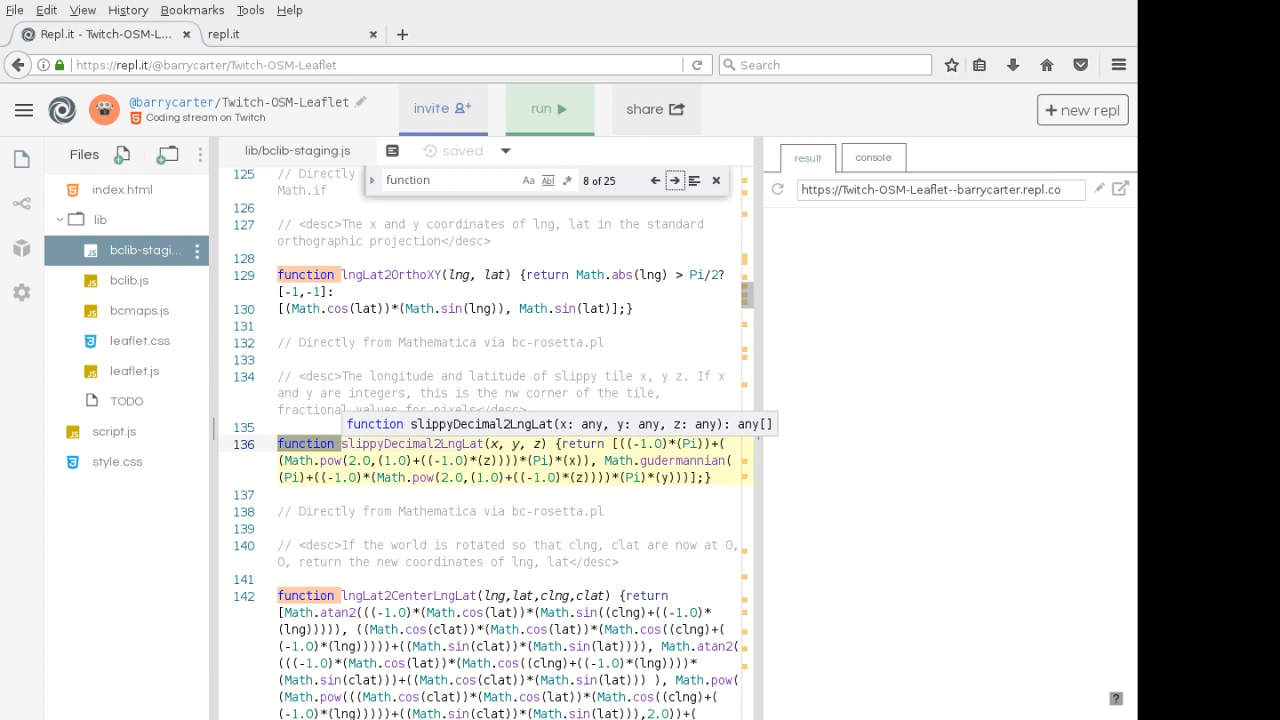 File Edit View History Bookmarks Tools Help
Repl.it - Twitch-OSM-L...
repl.it
https://repl.it/@barrycarter/Twitch-OSM-Leaflet
Search
@barrycarter/Twitch-OSM-Leaflet
Coding stream on Twitch
invite
run
share
+ new repl
Files
index.html
lib
bclib-stagi...
bclib.js
bcmaps.js
leaflet.css
leaflet.js
TODO
script.js
style.css
lib/bclib-staging.js
saved
function
Aa Abl .*
8 of 25
125 // Directly
Math.if
126
127 // <desc>The x and y coordinates of lng, lat in the standard
orthographic projection</desc>
128
129 function lngLat2OrthoXY(lng, lat) {return Math.abs(lng) > Pi/2?
[-1,-1]:
130 [(Math.cos(lat))*(Math.sin(lng)), Math.sin(lat)];}
131
132 // Directly from Mathematica via bc-rosetta.pl
133
134 // <desc>The longitude and latitude of slippy tile x, y z. If x
and y are integers, this is the nw corner of the tile,
fractional values for pixels</desc>
135
function slippyDecimal2LngLat(x: any, y: any, z: any): any[]
136 function slippyDecimal2LngLat(x, y, z) {return [((-1.0)*(Pi))+(
(Math.pow(2.0,(1.0)+((-1.0)*(z))))*(Pi)*(x)), Math.gudermannian(
(Pi)+((-1.0)*(Math.pow(2.0,(1.0)+((-1.0)*(z))))*(Pi)*(y)))];}
137
138 // Directly from Mathematica via bc-rosetta.pl
139
140 // <desc>If the world is rotated so that clng, clat are now at 0,
0, return the new coordinates of lng, lat</desc>
141
142 function lngLat2CenterLngLat(lng,lat,clng,clat) {return
[Math.atan2(((-1.0)*(Math.cos(lat))*(Math.sin((clng)+((-1.0)*
(lng))))), ((Math.cos(clat))*(Math.cos(lat))*(Math.cos((clng)+(
(-1.0)*(lng)))))+((Math.sin(clat))*(Math.sin(lat)))), Math.atan2(
(((-1.0)*(Math.cos(lat))*(Math.cos((clng)+((-1.0)*(lng))))*
(Math.sin(clat)))+((Math.cos(clat))*(Math.sin(lat))) ), Math.pow(
(Math.pow(((Math.cos(clat))*(Math.cos(lat))*(Math.cos((clng)+(
(-1.0)*(lng)))))+((Math.sin(clat))*(Math.sin(lat))),2.0))+(
result
console
https://Twitch-OSM-Leaflet--barrycarter.repl.co
?